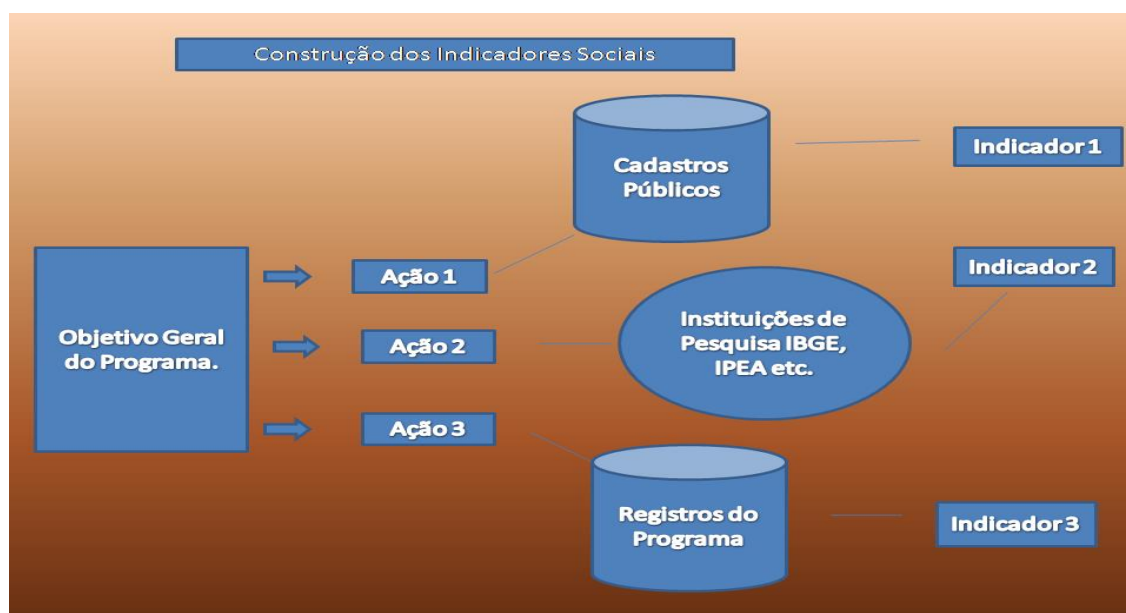 Construção dos Indicadores Sociais
Cadastros
Públicos
Indicador 1
Ação 1
Indicador 2
Objetivo Geral
do Programa.
Ação 2
Instituições de
Pesquisa IBGE,
IPEA etc.
Ação 3
Registros do
Programa
Indicador 3